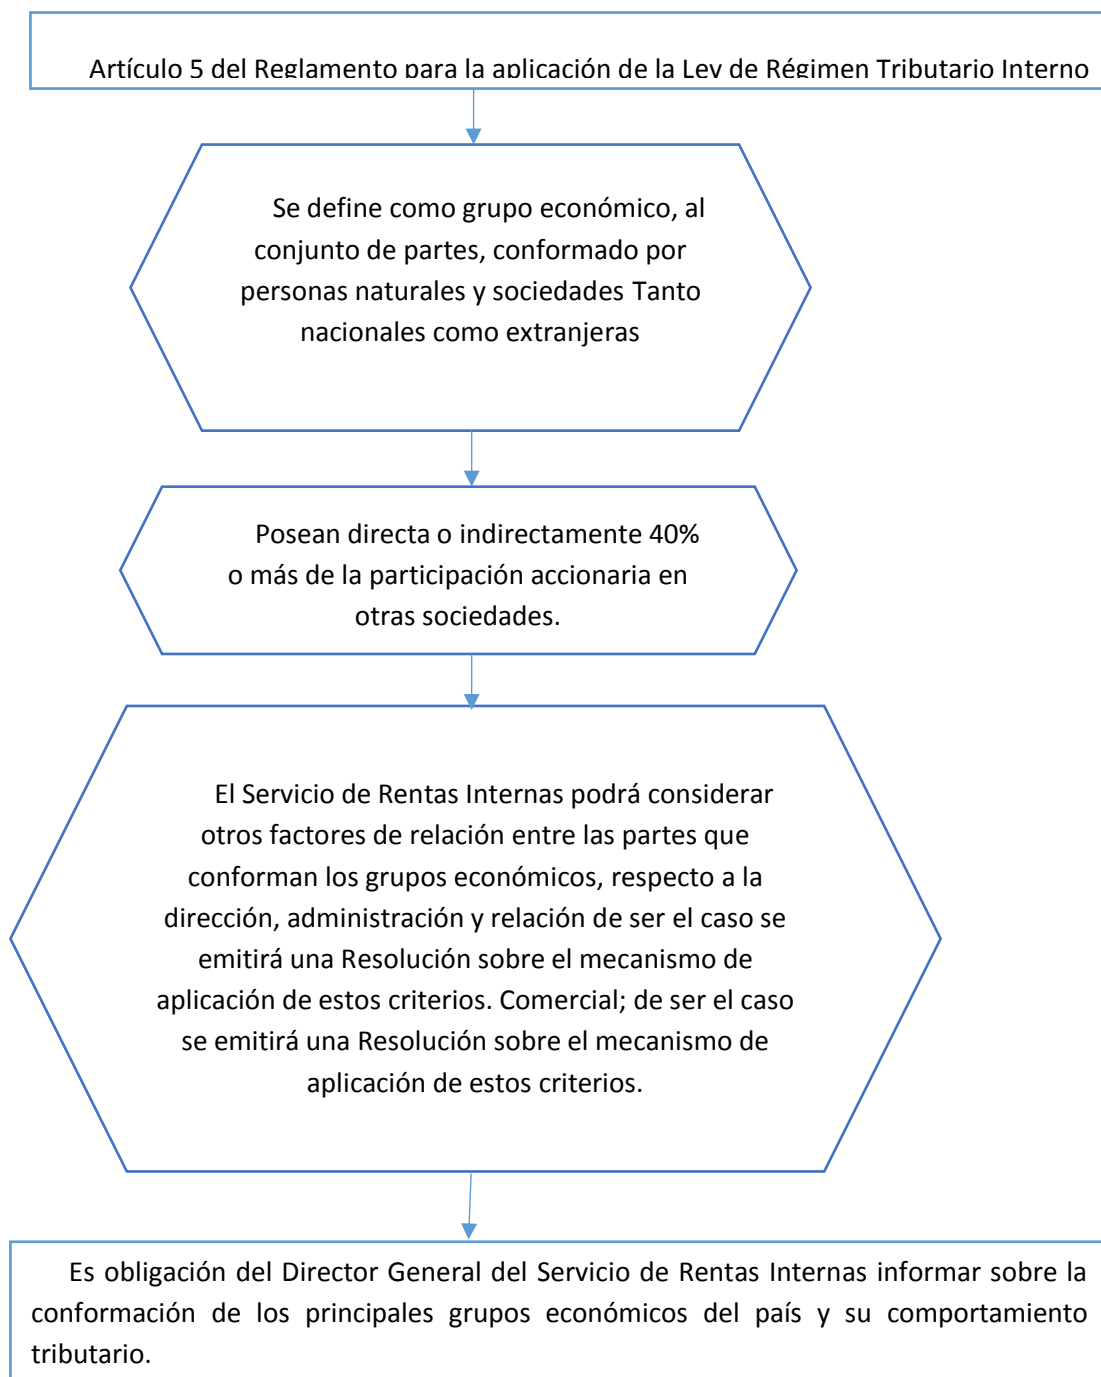 Artículo 5 del Reglamento para la aplicación de la Ley de Régimen Tributario Interno
Se define como grupo económico, al
conjunto de partes, conformado por
personas naturales y sociedades Tanto
nacionales como extranjeras
Posean directa o indirectamente 40%
o más de la participación accionaria en
otras sociedades.
El Servicio de Rentas Internas podrá considerar
otros factores de relación entre las partes que
conforman los grupos económicos, respecto a la
dirección, administración y relación de ser el caso se
emitirá una Resolución sobre el mecanismo de
aplicación de estos criterios. Comercial; de ser el caso
se emitirá una Resolución sobre el mecanismo de
aplicación de estos criterios.
Es obligación del Director General del Servicio de Rentas Internas informar sobre la
conformación de los principales grupos económicos del país y su comportamiento
tributario.